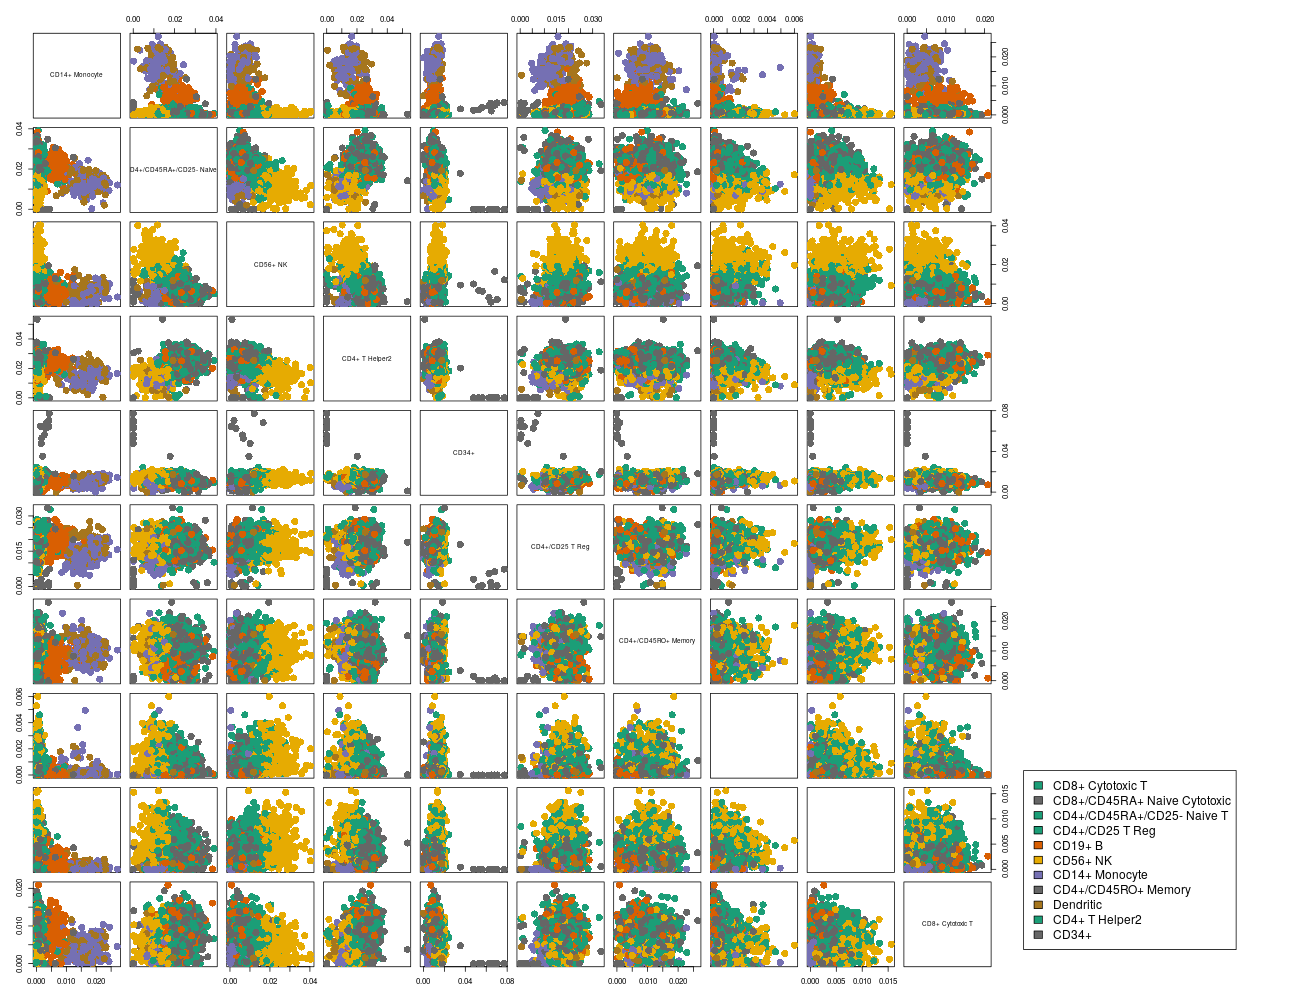 0.00 0.02 0.04 0.00 0.02 0.04 0.000 0.015 0.030 0.000 0.002 0.004 0.006 0.000 0.010 0.020
CD14+ Monocyte
0.000 0.010 0.020
D4+/CD45RA+/CD25- Naive
0.00 0.02 0.04
CD56+ NK
0.00 0.02 0.04
CD4+ T Helper2
0.00 0.02 0.04
CD34+
0.00 0.04 0.08
CD4+/CD25 T Reg
0.000 0.015 0.030
CD4+/CD45RO+ Memory
0.000 0.010 0.020
0.000 0.002 0.004 0.006
0.000 0.005 0.010 0.015
CD8+ Cytotoxic T
0.000 0.010 0.020
0.000 0.010 0.020 0.00 0.02 0.04 0.00 0.04 0.08 0.000 0.010 0.020 0.000 0.005 0.010 0.015
CD8+ Cytotoxic T
CD8+/CD45RA+ Naive Cytotoxic
CD4+/CD45RA+/CD25- Naive T
CD4+/CD25 T Reg
CD19+ B
CD56+ NK
CD14+ Monocyte
CD4+/CD45RO+ Memory
Dendritic
CD4+ T Helper2
CD34+